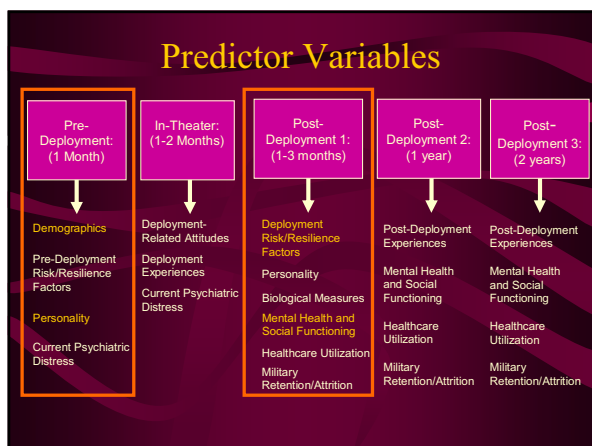 Predictor Variables
Pre-
Deployment:
(1 Month)
Demographics
Pre-Deployment
Risk/Resilience
Factors
Personality
Current Psychiatric
Distress
In-Theater:
(1-2 Months)
Deployment-
Related Attitudes
Deployment
Experiences
Current Psychiatric
Distress
Post-
Deployment 1:
(1-3 months)
Deployment
Risk/Resilience
Factors
Personality
Biological Measures
Mental Health and
Social Functioning
Healthcare Utilization
Military
Retention/Attrition
Post-
Deployment 2:
(1 year)
Post-Deployment
Experiences
Mental Health
and Social
Functioning
Healthcare
Utilization
Military
Retention/Attrition
Post-
Deployment 3:
(2 years)
Post-Deployment
Experiences
Mental Health
and Social
Functioning
Healthcare
Utilization
Military
Retention/Attrition